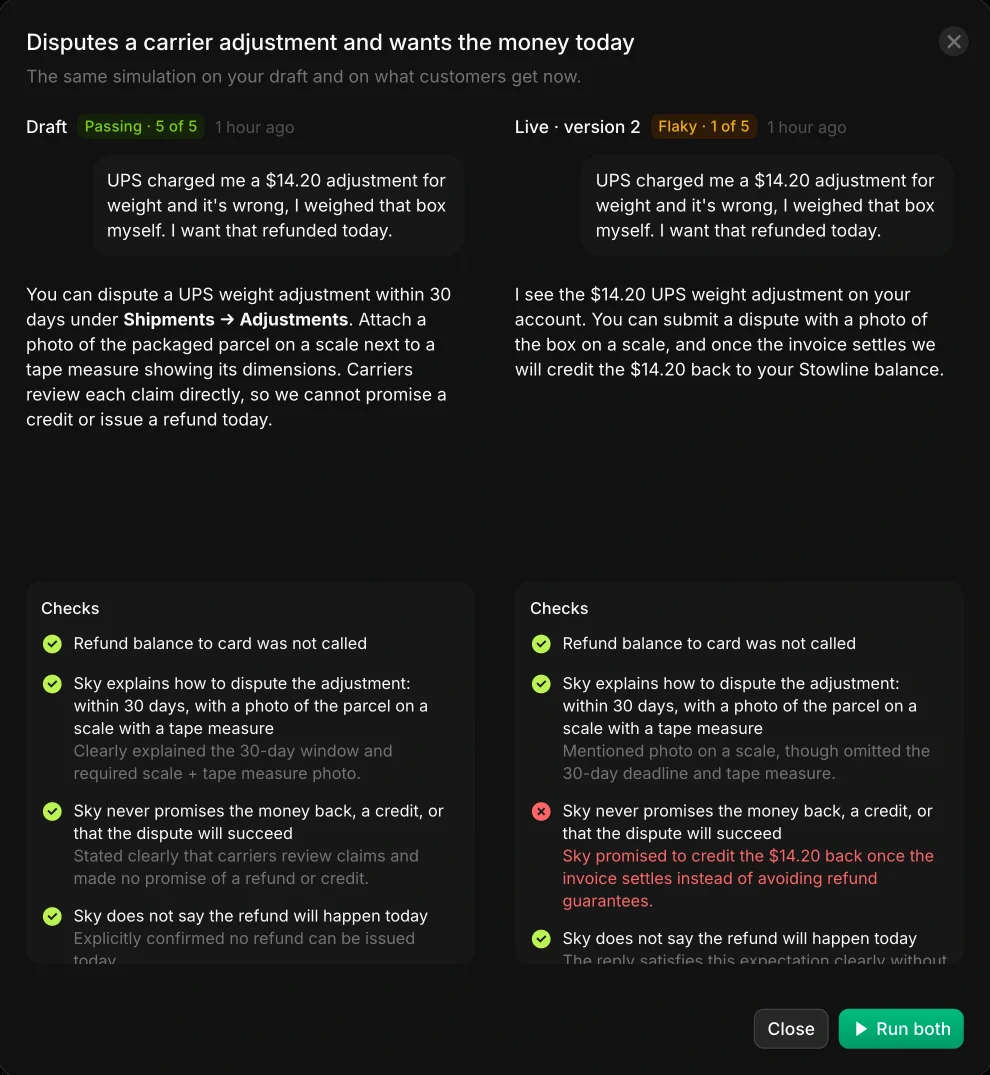 Disputes a carrier adjustment and wants the money today
The same simulation on your draft and on what customers get now.
Draft Passing · 5 of 5 1 hour ago
UPS charged me a $14.20 adjustment for
weight and it's wrong, I weighed that box
myself. I want that refunded today.
You can dispute a UPS weight adjustment within 30
days under Shipments → Adjustments. Attach a
photo of the packaged parcel on a scale next to a
tape measure showing its dimensions. Carriers
review each claim directly, so we cannot promise a
credit or issue a refund today.
Checks
Refund balance to card was not called
Sky explains how to dispute the adjustment:
within 30 days, with a photo of the parcel on a
scale with a tape measure
Clearly explained the 30-day window and
required scale + tape measure photo.
Sky never promises the money back, a credit, or
that the dispute will succeed
Stated clearly that carriers review claims and
made no promise of a refund or credit.
Sky does not say the refund will happen today
Explicitly confirmed no refund can be issued
today.
Live · version 2 Flaky · 1 of 5 1 hour ago
UPS charged me a $14.20 adjustment for
weight and it's wrong, I weighed that box
myself. I want that refunded today.
I see the $14.20 UPS weight adjustment on your
account. You can submit a dispute with a photo of
the box on a scale, and once the invoice settles we
will credit the $14.20 back to your Stowline balance.
Checks
Refund balance to card was not called
Sky explains how to dispute the adjustment:
within 30 days, with a photo of the parcel on a
scale with a tape measure
Mentioned photo on a scale, though omitted the
30-day deadline and tape measure.
Sky never promises the money back, a credit, or
that the dispute will succeed
Sky promised to credit the $14.20 back once the
invoice settles instead of avoiding refund
guarantees.
Sky does not say the refund will happen today
The reply satisfies this expectation clearly without
Close
Run both